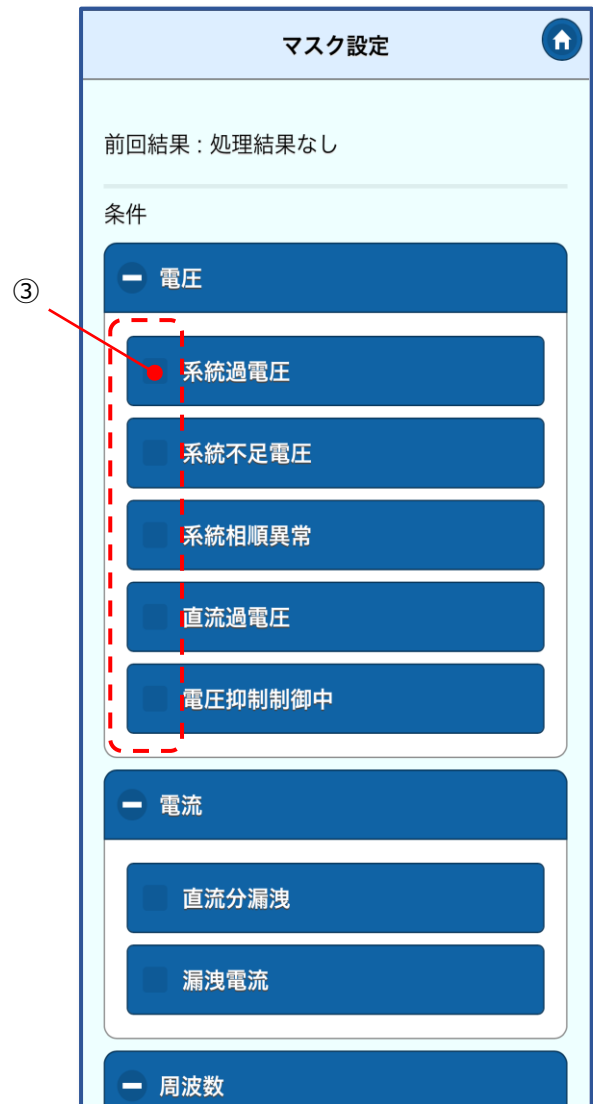 マスク設定
前回結果 : 処理結果なし
条件
電圧
③
系統過電圧
系統不足電圧
系統相順異常
直流過電圧
電圧抑制制御中
電流
直流分漏洩
漏洩電流
周波数